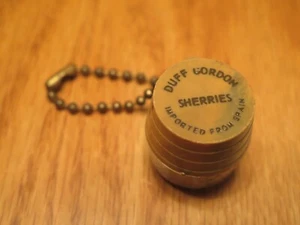 DUFF GORDON
SHERRIES
IMPORTED FROM SPAIN